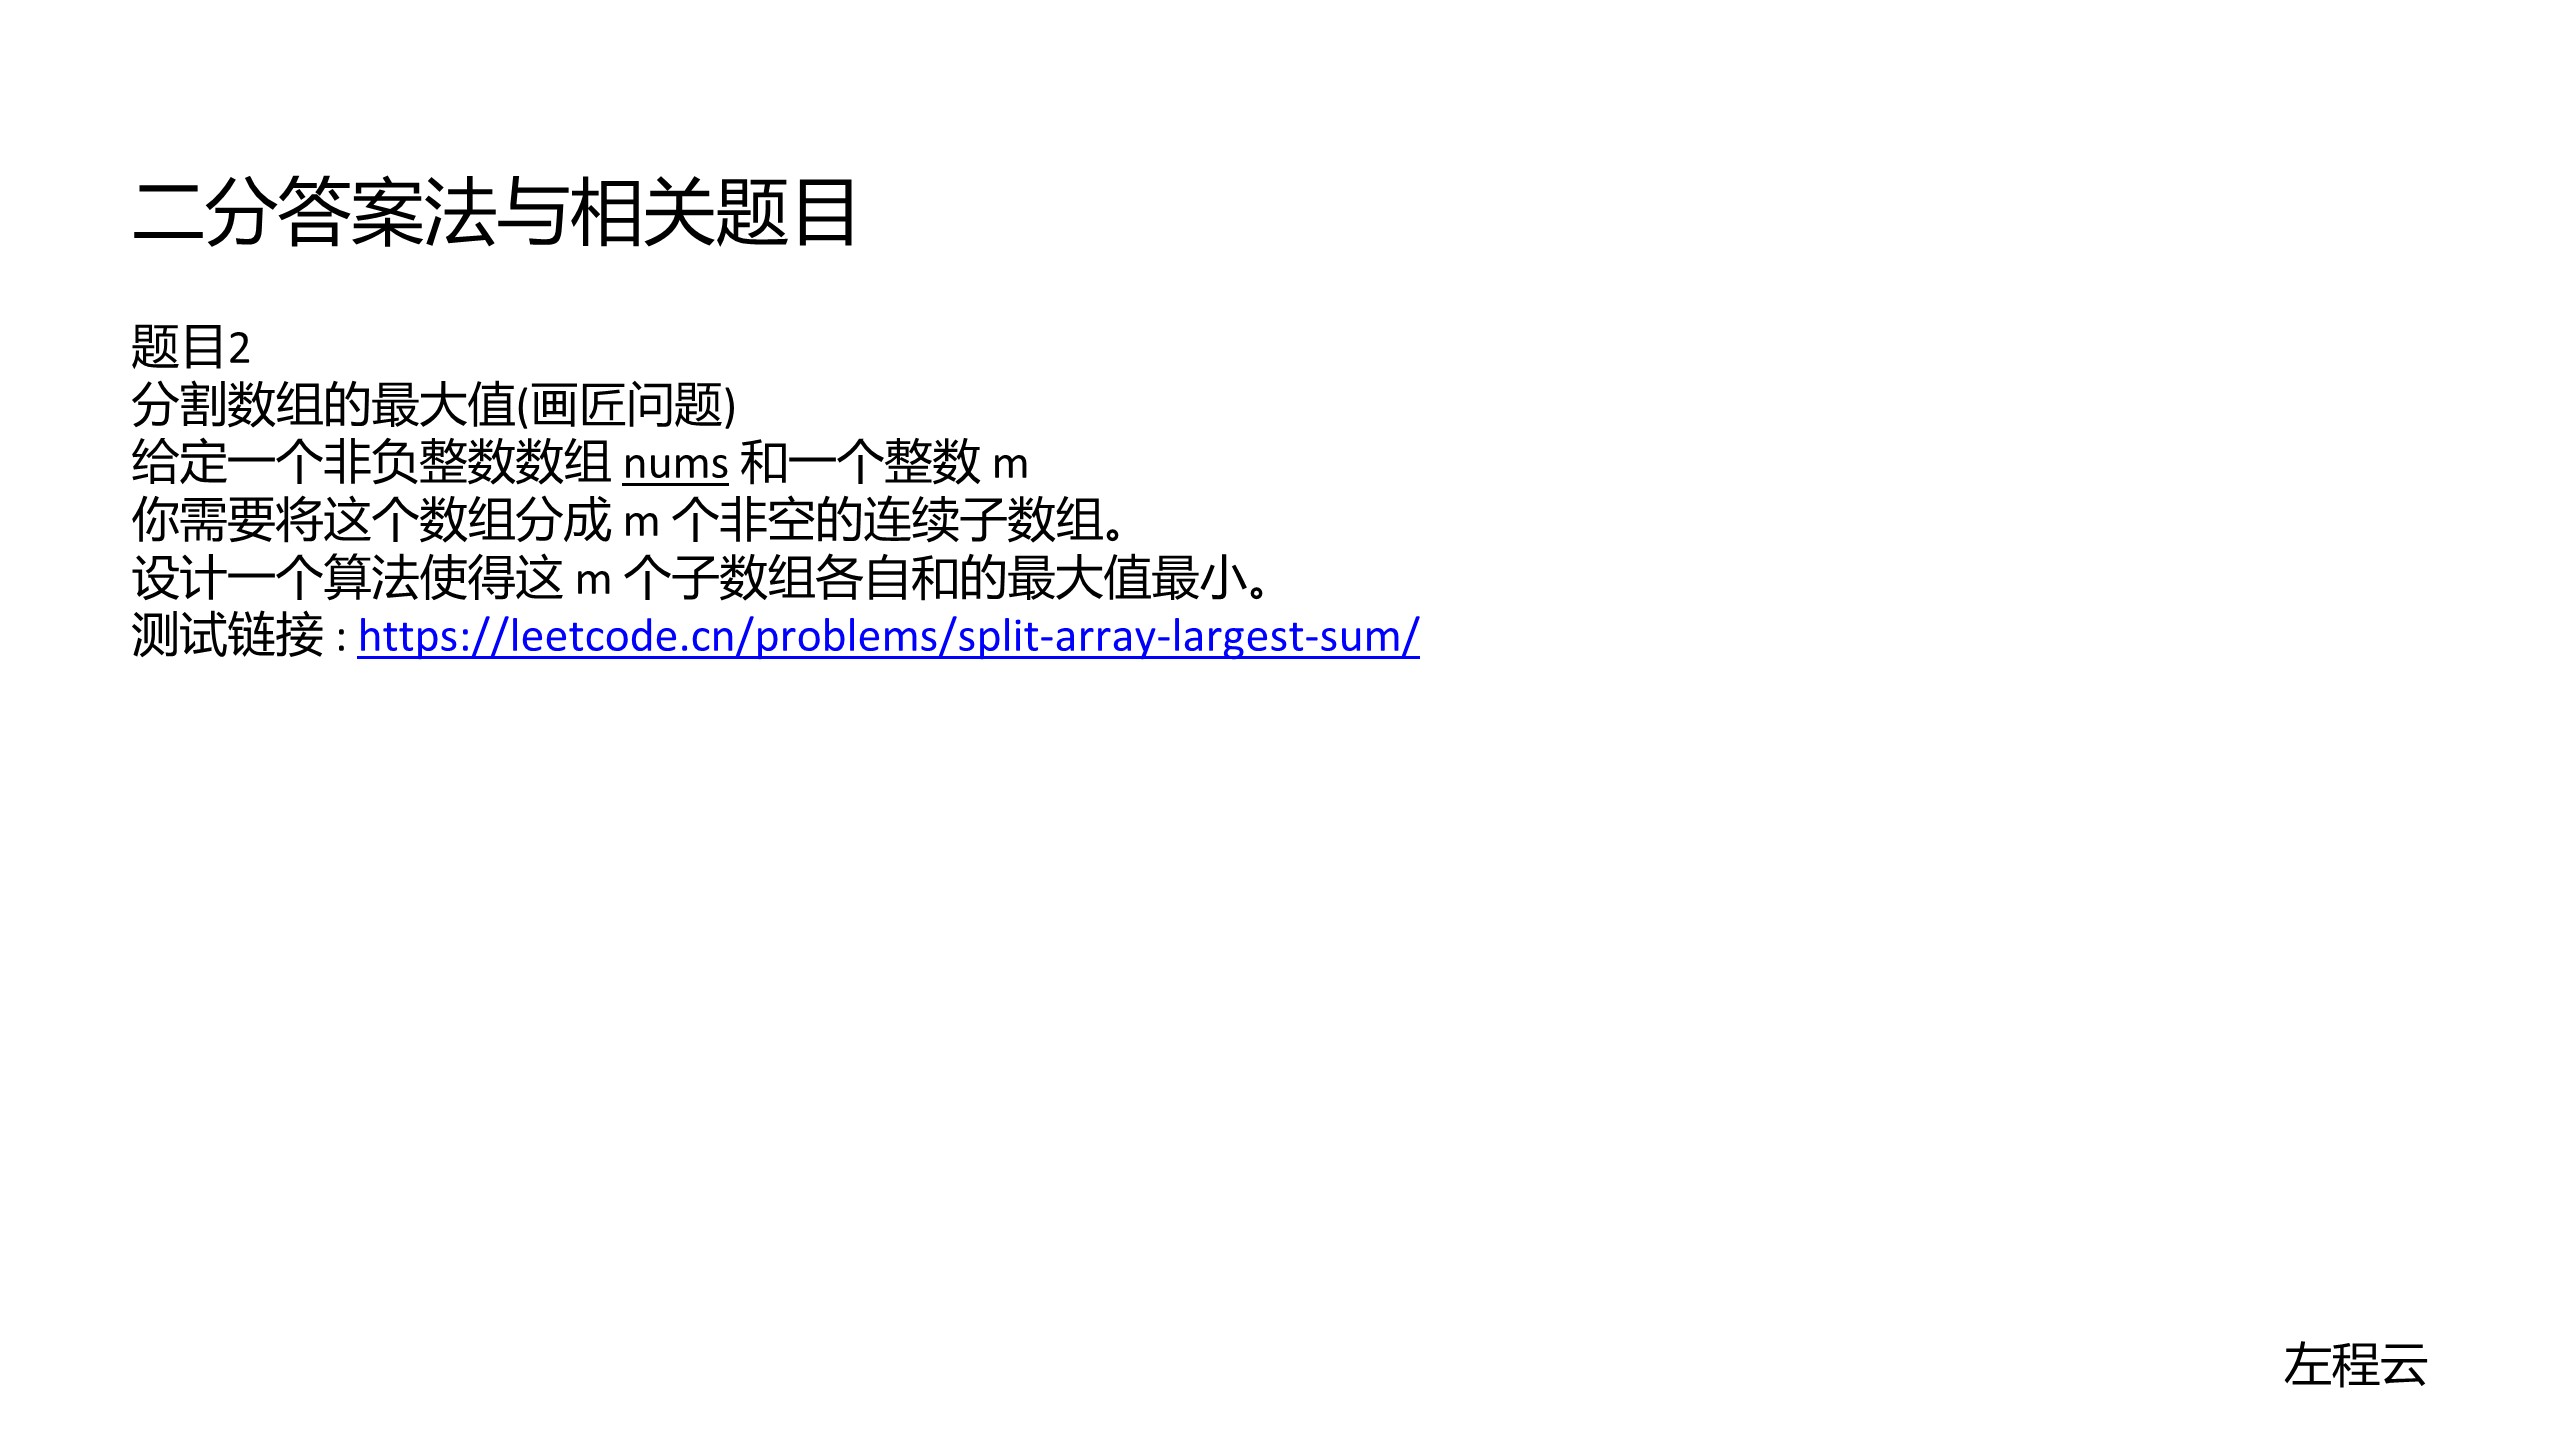 二分答案法与相关题目
题目2
分割数组的最大值(画匠问题)
给定一个非负整数数组 nums 和一个整数 m
你需要将这个数组分成 m 个非空的连续子数组。
设计一个算法使得这 m 个子数组各自和的最大值最小。
测试链接 : https://leetcode.cn/problems/split-array-largest-sum/
左程云